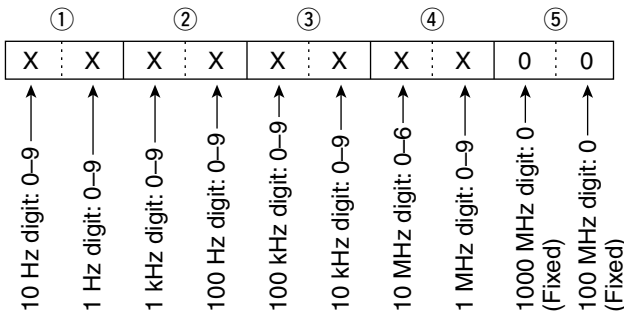 ① ② ③ ④ ⑤
X X X X X X X X 0 0
10 Hz digit: 0–9
1 Hz digit: 0–9
1 kHz digit: 0–9
100 Hz digit: 0–9
100 kHz digit: 0–9
10 kHz digit: 0–9
10 MHz digit: 0–6
1 MHz digit: 0–9
1000 MHz digit: 0
(Fixed)
100 MHz digit: 0
(Fixed)